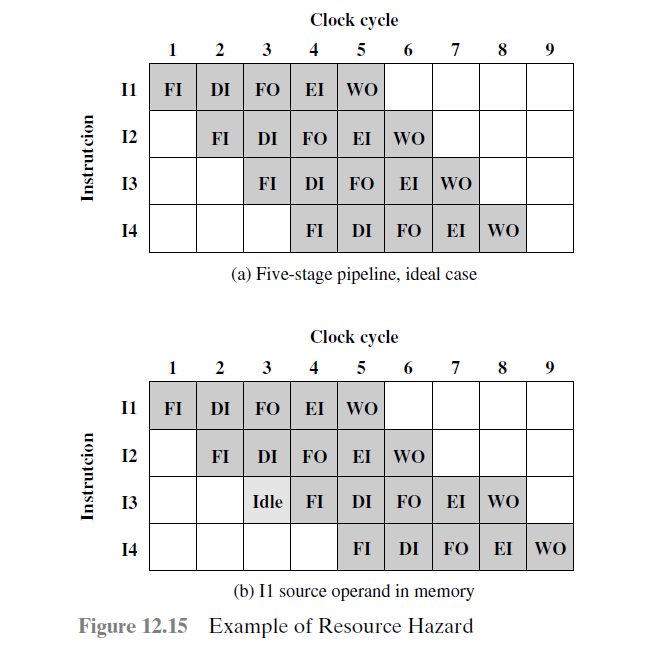 Clock cycle
1 2 3 4 5 6 7 8 9
Instrutcion
I1 FI DI FO EI WO
I2 FI DI FO EI WO
I3 FI DI FO EI WO
I4 FI DI FO EI WO
(a) Five-stage pipeline, ideal case
Clock cycle
1 2 3 4 5 6 7 8 9
Instrutcion
I1 FI DI FO EI WO
I2 FI DI FO EI WO
I3 Idle FI DI FO EI WO
I4 FI DI FO EI WO
(b) I1 source operand in memory
Figure 12.15 Example of Resource Hazard